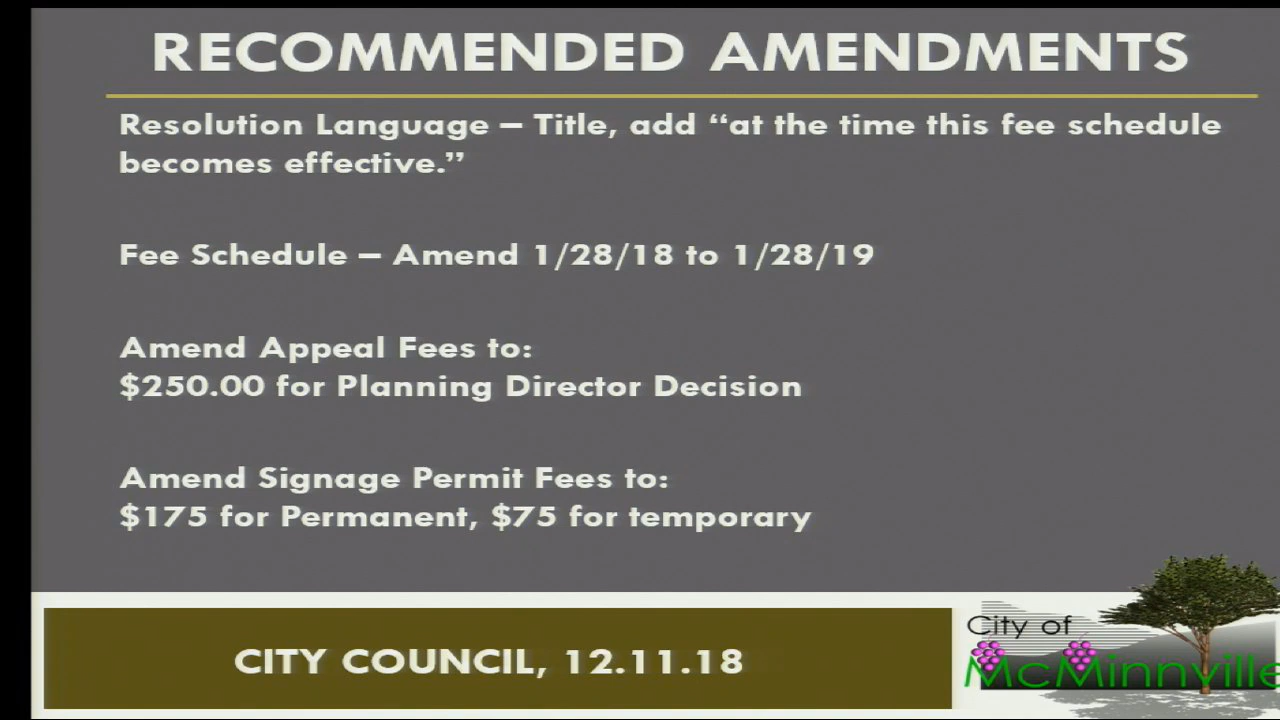 RECOMMENDED AMENDMENTS
Resolution Language – Title, add “at the time this fee schedule
becomes effective.”
Fee Schedule – Amend 1/28/18 to 1/28/19
Amend Appeal Fees to:
$250.00 for Planning Director Decision
Amend Signage Permit Fees to:
$175 for Permanent, $75 for temporary
CITY COUNCIL, 12.11.18
City of
McMinnville